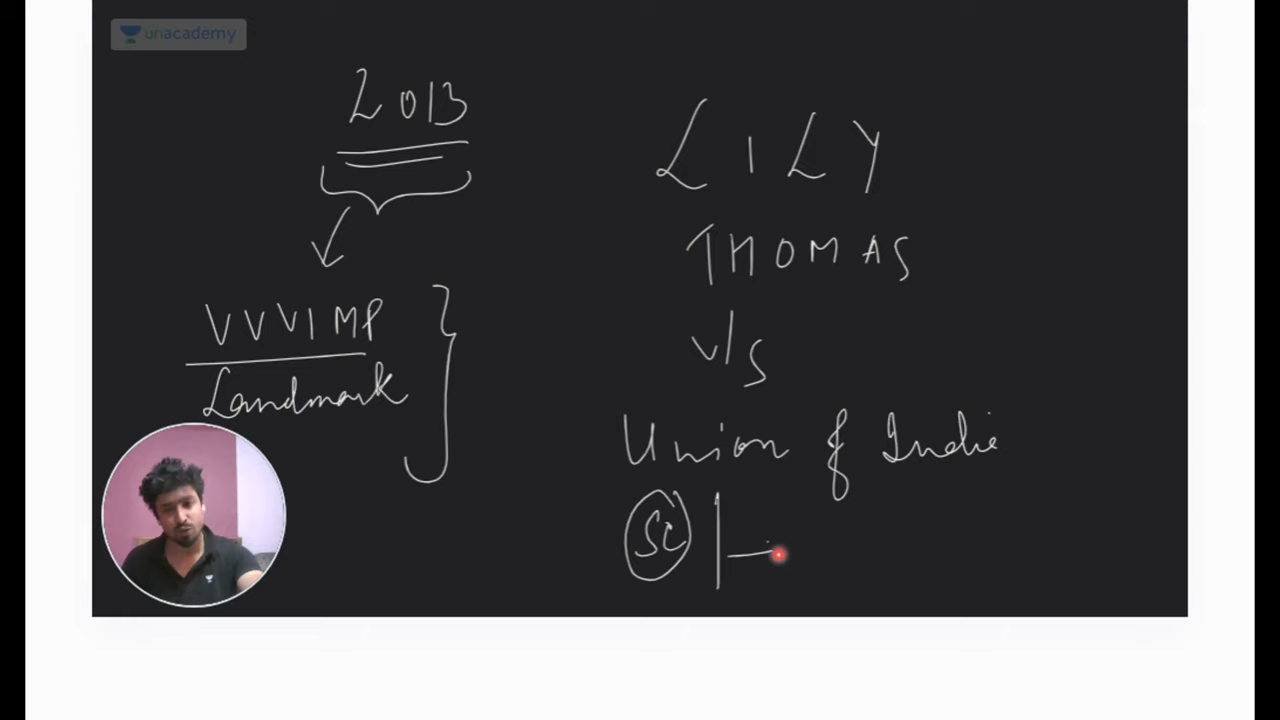 unacademy
2013
VVVIMP
Landmark
LILY
THOMAS
v/s
Union of India
SC